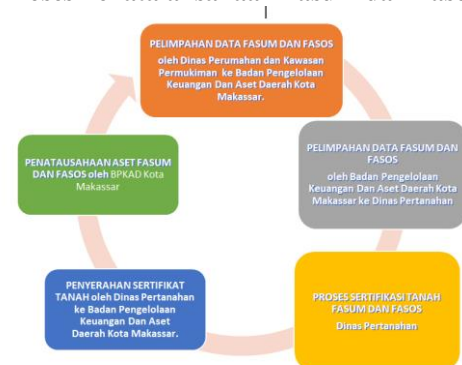 PELIMPAHAN DATA FASUM DAN FASOS
oleh Dinas Perumahan dan Kawasan
Permukiman ke Badan Pengelolaan
Keuangan Dan Aset Daerah Kota
Makassar.
PELIMPAHAN DATA FASUM DAN
FASOS
oleh Badan Pengelolaan
Keuangan Dan Aset Daerah Kota
Makassar ke Dinas Pertanahan
PROSES SERTIFIKASI TANAH
FASUM DAN FASOS
Dinas Pertanahan
PENYERAHAN SERTIFIKAT
TANAH oleh Dinas Pertanahan
ke Badan Pengelolaan
Keuangan Dan Aset
Daerah Kota Makassar.
PENATAUSAHAAN ASET FASUM
DAN FASOS oleh BPKAD Kota
Makassar